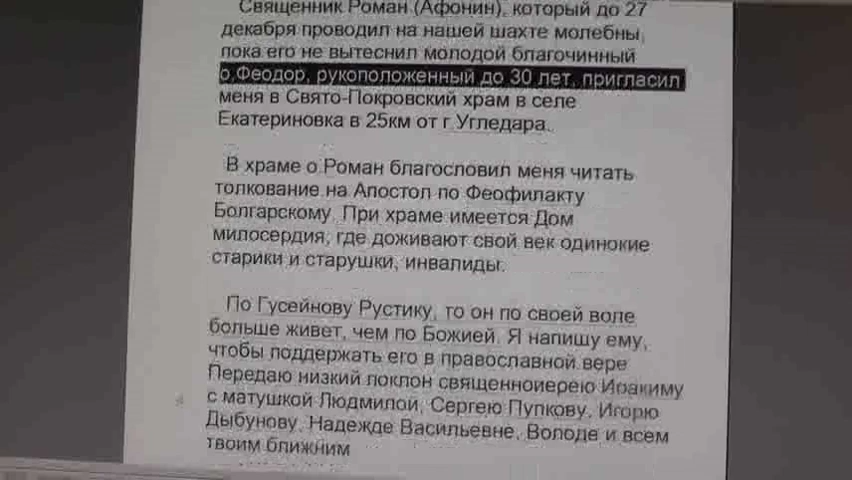 Священник Роман (Афонин), который до 27
декабря проводил на нашей шахте молебны,
пока его не вытеснил молодой благочинный
о.Феодор, рукоположенный до 30 лет, пригласил
меня в Свято-Покровский храм в селе
Екатериновка в 25км от г.Угледара.
В храме о.Роман благословил меня читать
толкование на Апостол по Феофилакту
Болгарскому. При храме имеется Дом
милосердия, где доживают свой век одинокие
старики и старушки, инвалиды.
По Гусейнову Рустику, то он по своей воле
больше живет, чем по Божией. Я напишу ему,
чтобы поддержать его в православной вере
Передаю низкий поклон священноиерею Иоакиму
с матушкой Людмилой, Сергею Пупкову, Игорю
Дыбунову, Надежде Васильевне, Володе и всем
твоим ближним